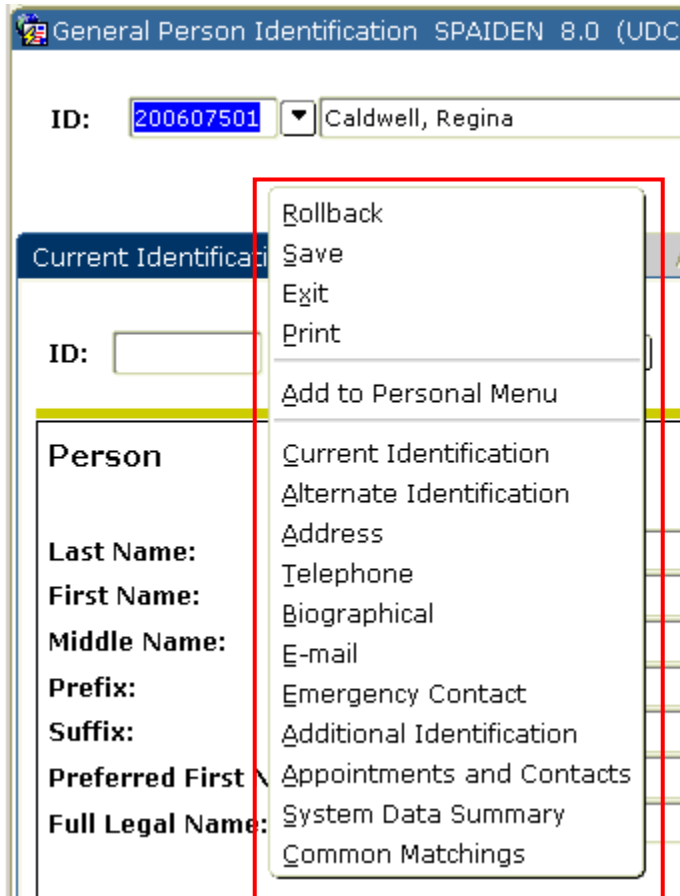 General Person Identification SPAIDEN 8.0 (UDC
ID: 200607501 Caldwell, Regina
Rollback
Save
Exit
Print
Add to Personal Menu
Current Identification
Alternate Identification
Address
Telephone
Biographical
E-mail
Emergency Contact
Additional Identification
Appointments and Contacts
System Data Summary
Common Matchings
Current Identificati
ID:
Person
Last Name:
First Name:
Middle Name:
Prefix:
Suffix:
Preferred First
Full Legal Name: